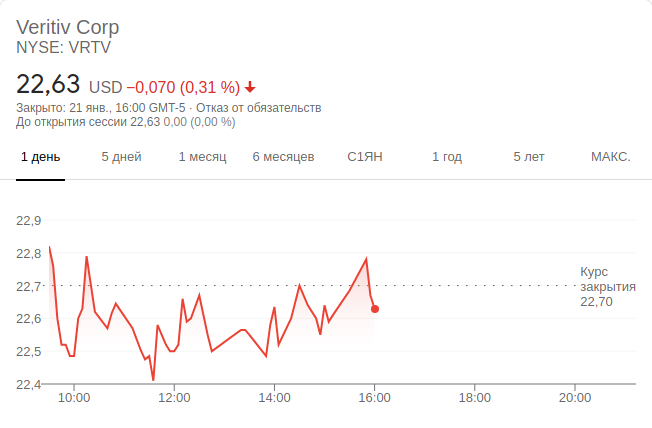 Veritiv Corp
NYSE: VRTV
22,63 USD −0,070 (0,31 %)
Закрыто: 21 янв., 16:00 GMT-5 · Отказ от обязательств
До открытия сессии 22,63 0,00 (0,00 %)
1 день 5 дней 1 месяц 6 месяцев С1ЯН 1 год 5 лет МАКС.
22,9
22,8
22,7
22,6
22,5
22,4
Курс
закрытия
22,70
10:00 12:00 14:00 16:00 18:00 20:00